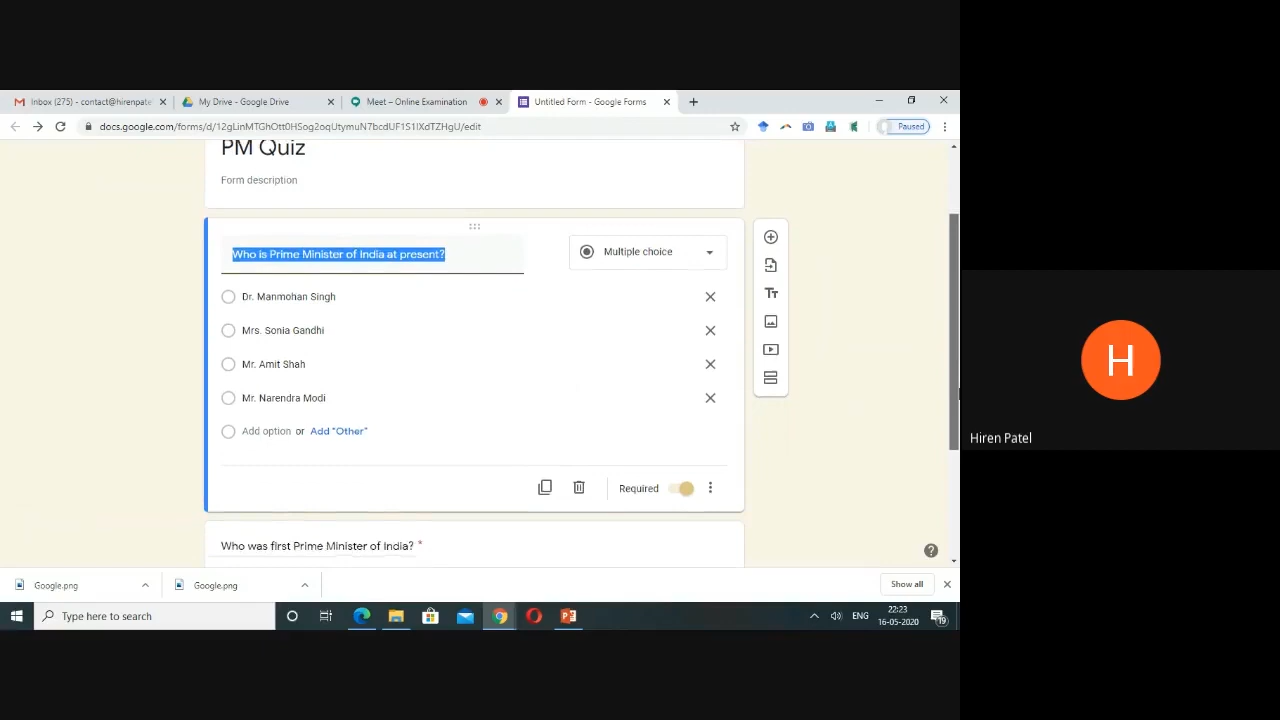 Inbox (275) - contact@hirenpate
My Drive - Google Drive
Meet – Online Examination
Untitled Form - Google Forms
docs.google.com/forms/d/12gLinMTGhOtt0HSog2oqUtymuN7bcdUF1S1lXdTZHgU/edit
Paused
PM Quiz
Form description
Who is Prime Minister of India at present?
Multiple choice
Dr. Manmohan Singh
Mrs. Sonia Gandhi
Mr. Amit Shah
Mr. Narendra Modi
Add option or Add "Other"
Required
Who was first Prime Minister of India? *
H
Hiren Patel
Google.png
Google.png
Show all
Type here to search
ENG
22:23
16-05-2020
19